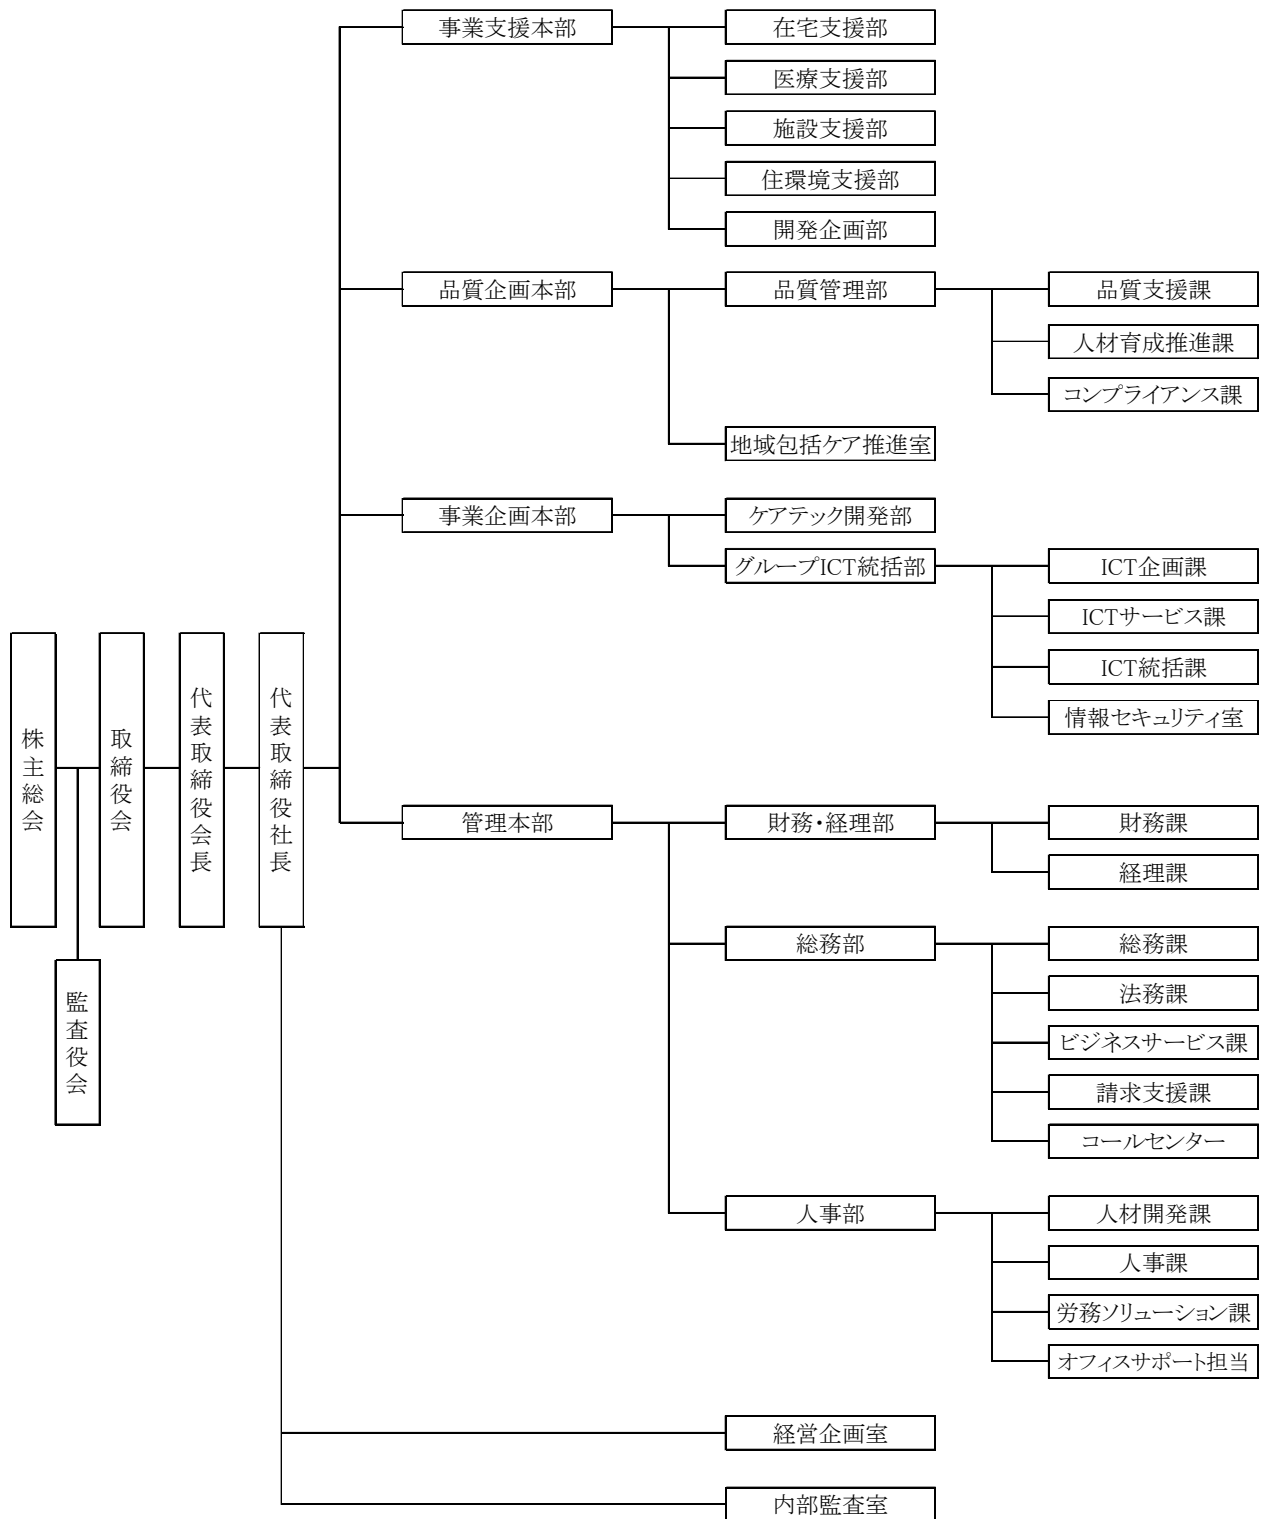 株主総会
監査役会
取締役会
代表取締役会長
代表取締役社長
事業支援本部
在宅支援部
医療支援部
施設支援部
住環境支援部
開発企画部
品質企画本部
品質管理部
品質支援課
人材育成推進課
コンプライアンス課
地域包括ケア推進室
事業企画本部
ケアテック開発部
グループICT統括部
ICT企画課
ICTサービス課
ICT統括課
情報セキュリティ室
管理本部
財務・経理部
財務課
経理課
総務部
総務課
法務課
ビジネスサービス課
請求支援課
コールセンター
人事部
人材開発課
人事課
労務ソリューション課
オフィスサポート担当
経営企画室
内部監査室